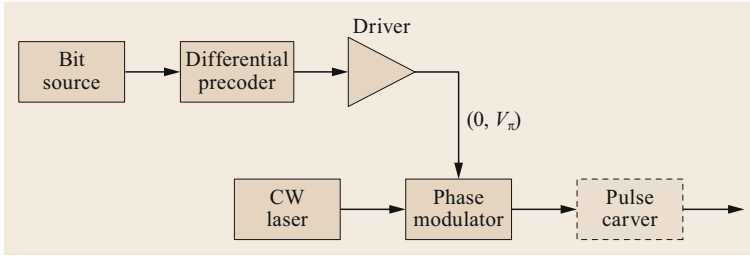 Driver
Bit
source
Differential
precoder
(0, Vπ)
CW
laser
Phase
modulator
Pulse
carver